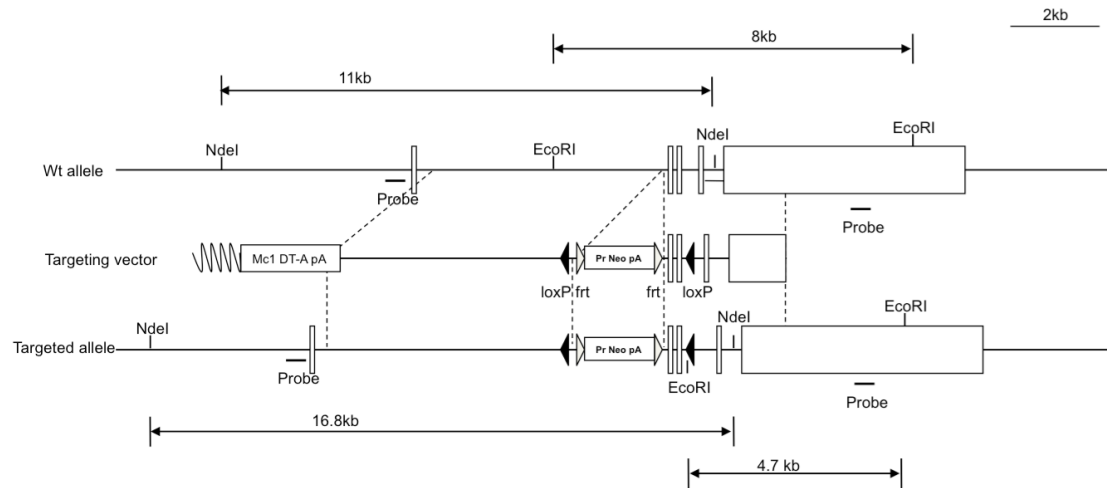 2kb
8kb
11kb
NdeI EcoRI NdeI EcoRI
Wt allele
Probe Probe
Mc1 DT-A pA Pr Neo pA
Targeting vector
loxP frt frt loxP
NdeI NdeI EcoRI
Targeted allele Pr Neo pA
Probe EcoRI Probe
16.8kb
4.7 kb